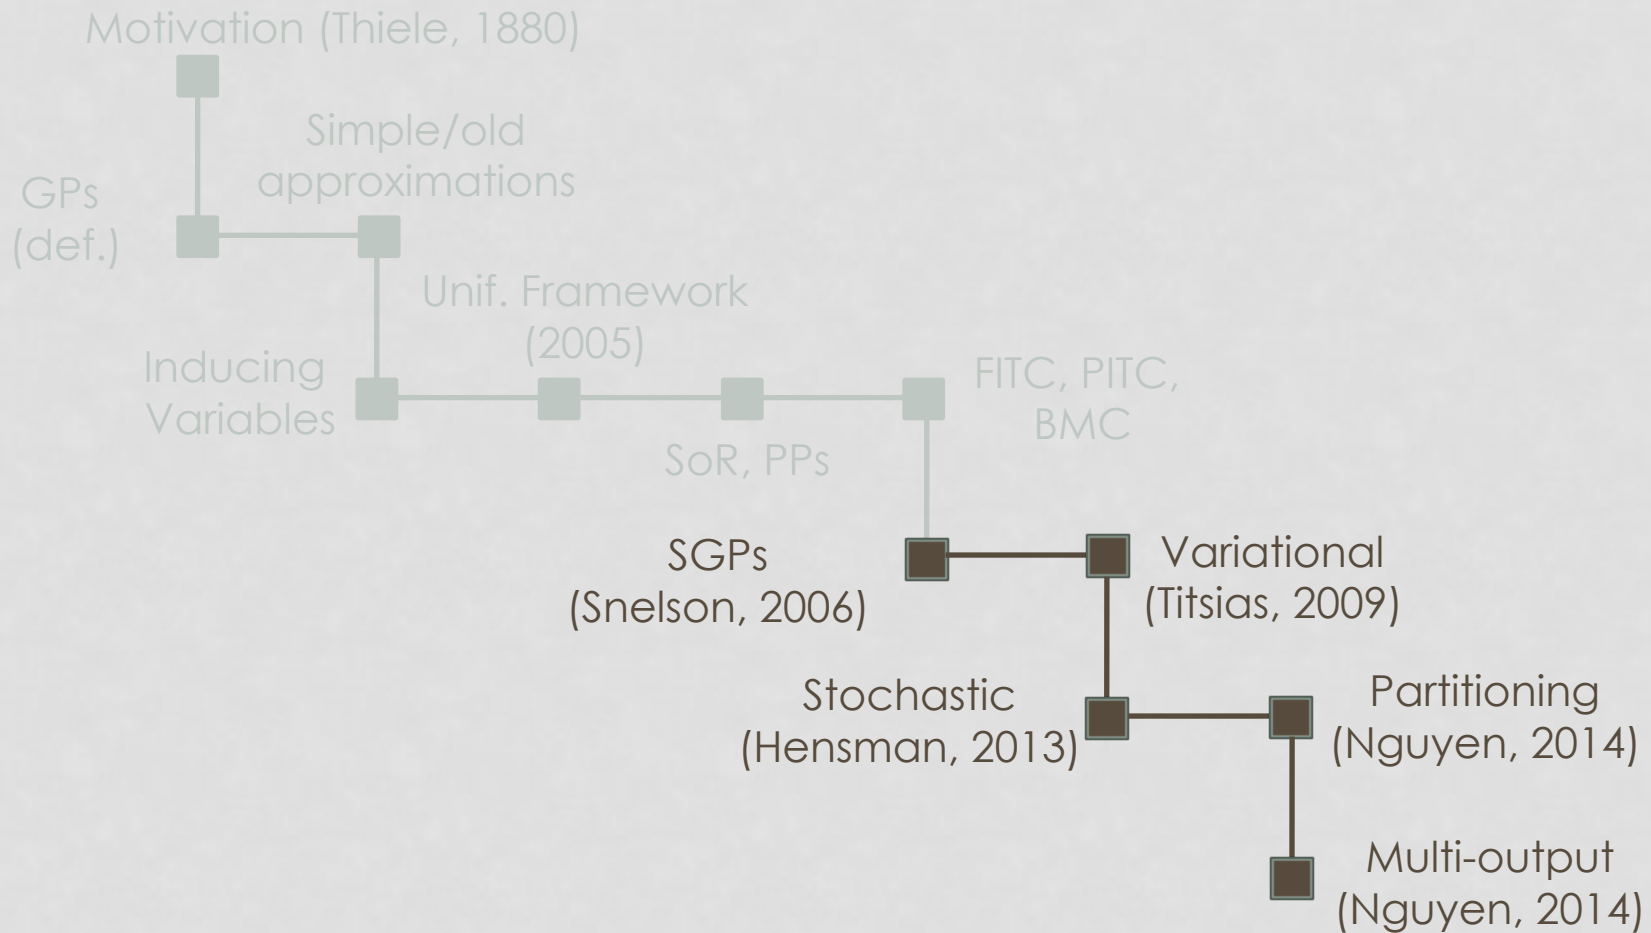 Motivation (Thiele, 1880)
Simple/old
approximations
GPs
(def.)
Unif. Framework
(2005)
Inducing
Variables
FITC, PITC,
BMC
SoR, PPs
SGPs
(Snelson, 2006)
Variational
(Titsias, 2009)
Stochastic
(Hensman, 2013)
Partitioning
(Nguyen, 2014)
Multi-output
(Nguyen, 2014)